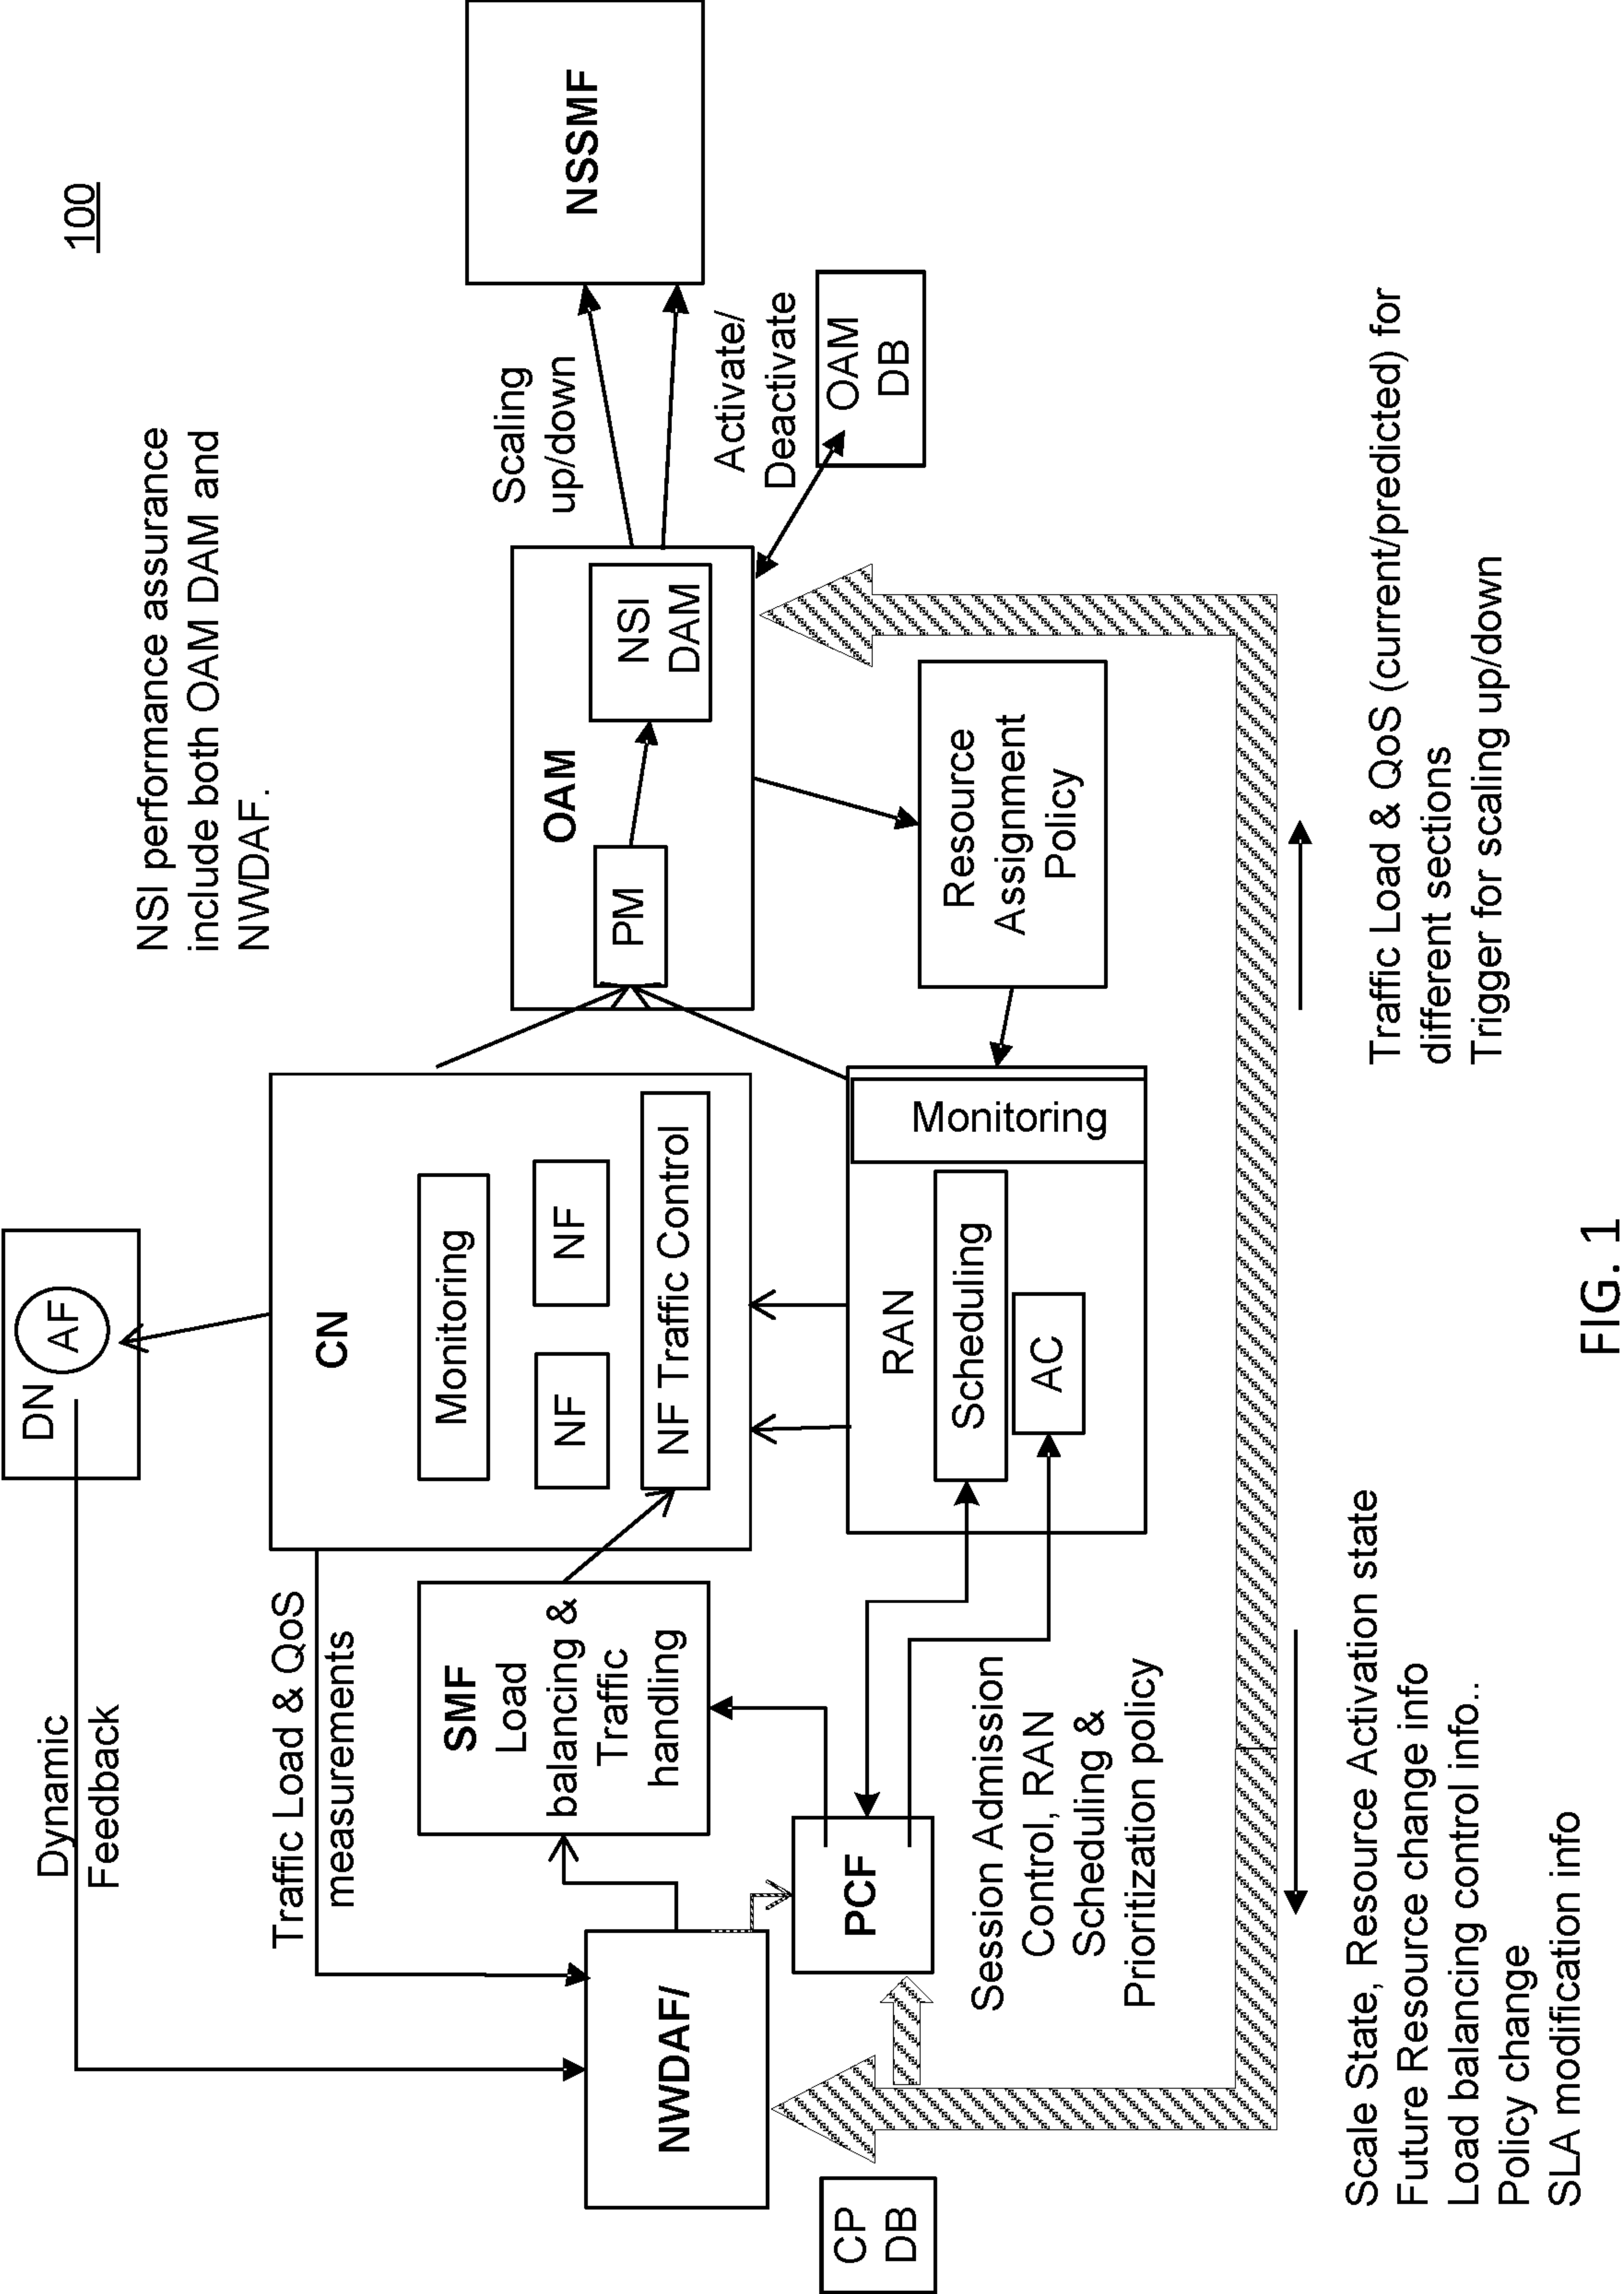 100
NSI performance assurance
include both OAM DAM and
NWDAF.
DN
AF
Dynamic
Feedback
Traffic Load & QoS
measurements
CN
Monitoring
NF
NF
NF Traffic Control
SMF
Load
balancing &
Traffic
handling
NWDAF/
PCF
CP
DB
Session Admission
Control, RAN
Scheduling &
Prioritization policy
RAN
Scheduling
AC
Monitoring
OAM
PM
NSI
DAM
Scaling
up/down
NSSMF
Activate/
Deactivate
OAM
DB
Resource
Assignment
Policy
Scale State, Resource Activation state
Future Resource change info
Load balancing control info..
Policy change
SLA modification info
Traffic Load & QoS (current/predicted) for
different sections
Trigger for scaling up/down
FIG. 1